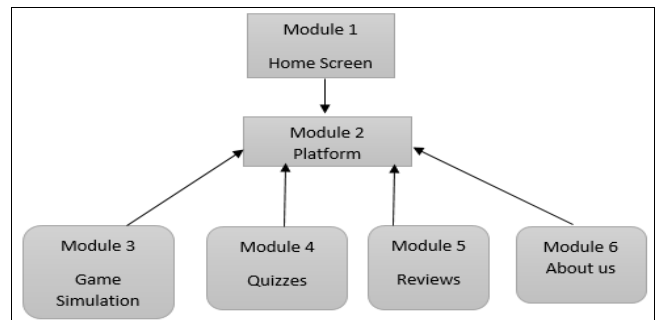 Module 1
Home Screen
Module 2
Platform
Module 3
Game
Simulation
Module 4
Quizzes
Module 5
Reviews
Module 6
About us